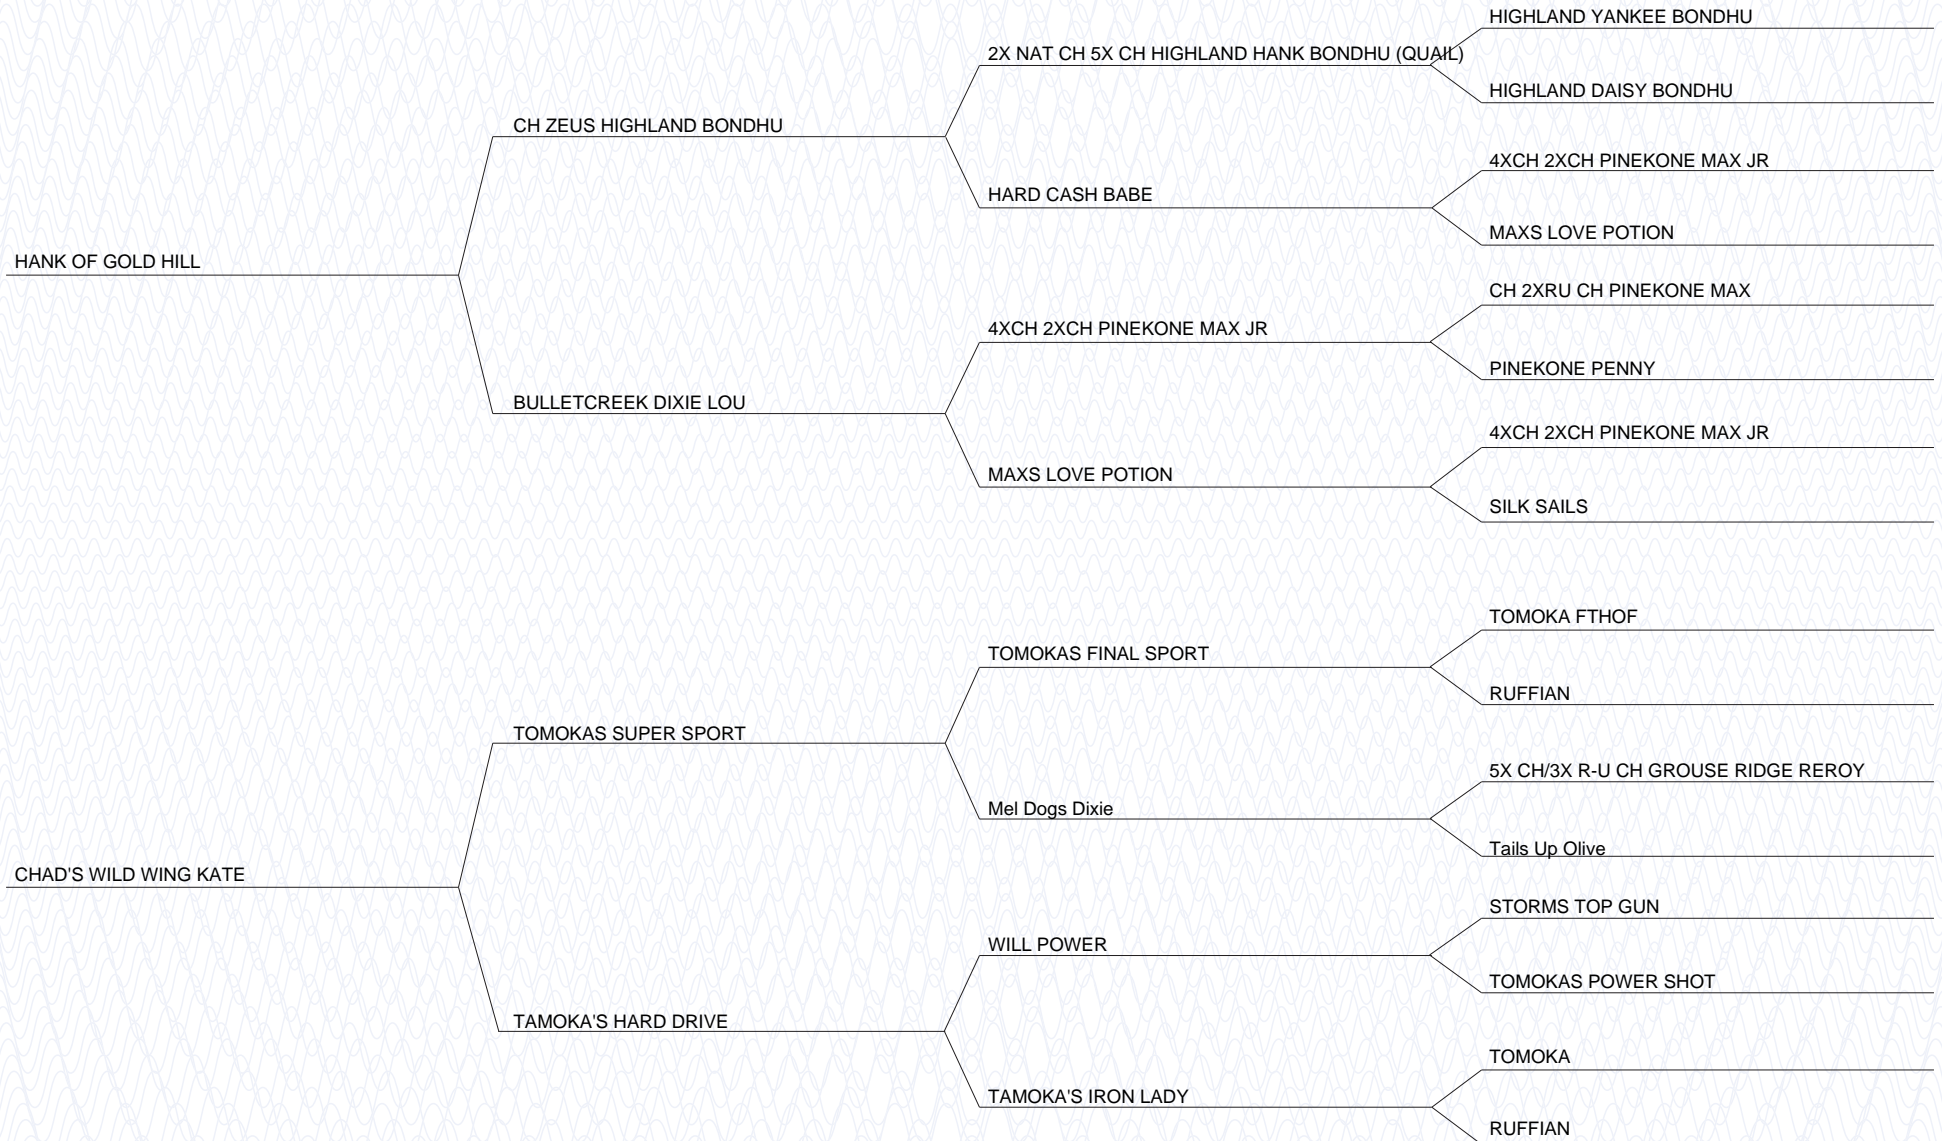 HIGHLAND YANKEE BONDHU
2X NAT CH 5X CH HIGHLAND HANK BONDHU (QUAIL)
HIGHLAND DAISY BONDHU
CH ZEUS HIGHLAND BONDHU
4XCH 2XCH PINEKONE MAX JR
HARD CASH BABE
MAXS LOVE POTION
HANK OF GOLD HILL
CH 2XRU CH PINEKONE MAX
4XCH 2XCH PINEKONE MAX JR
PINEKONE PENNY
BULLETCREEK DIXIE LOU
4XCH 2XCH PINEKONE MAX JR
MAXS LOVE POTION
SILK SAILS
TOMOKA FTHOF
TOMOKAS FINAL SPORT
RUFFIAN
TOMOKAS SUPER SPORT
5X CH/3X R-U CH GROUSE RIDGE REROY
Mel Dogs Dixie
Tails Up Olive
CHAD'S WILD WING KATE
STORMS TOP GUN
WILL POWER
TOMOKAS POWER SHOT
TAMOKA'S HARD DRIVE
TOMOKA
TAMOKA'S IRON LADY
RUFFIAN